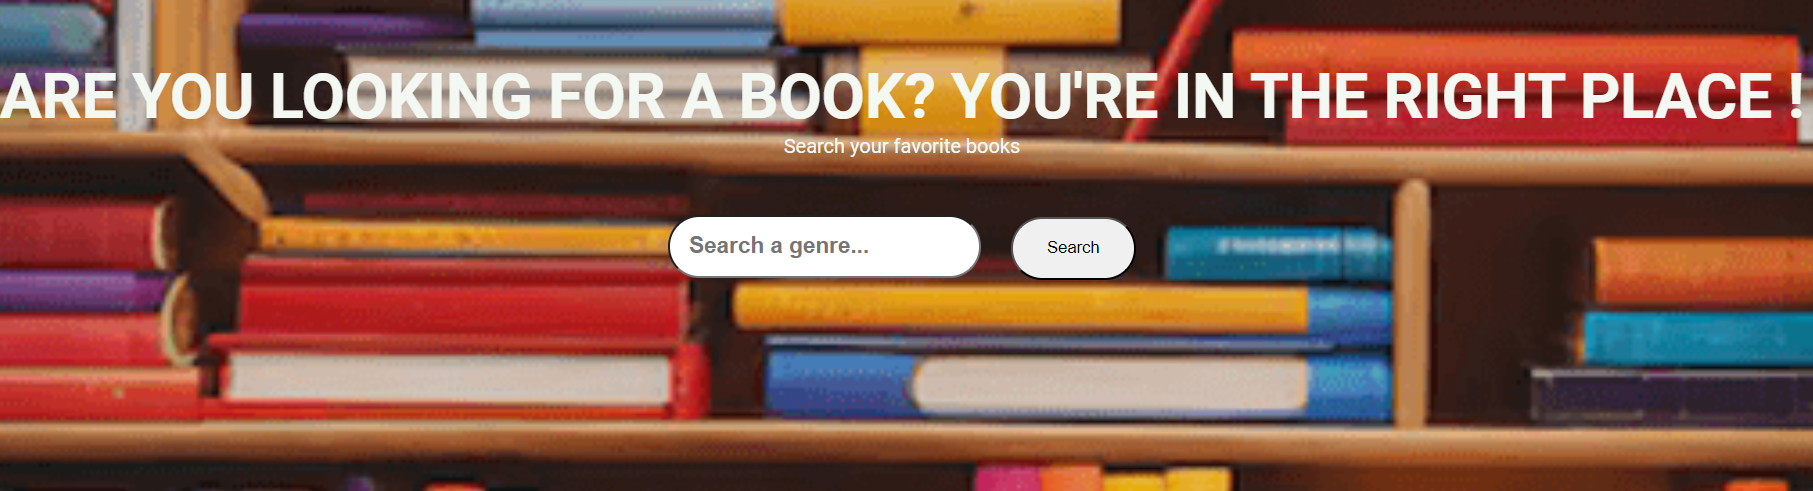 ARE YOU LOOKING FOR A BOOK? YOU'RE IN THE RIGHT PLACE !
Search your favorite books
Search a genre...
Search